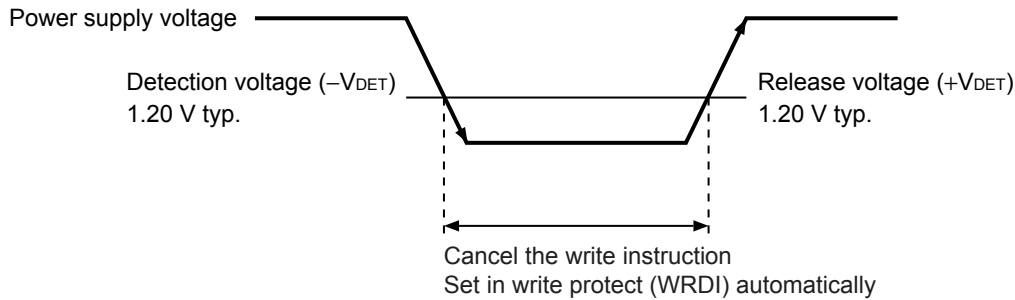 Power supply voltage
Detection voltage (−VDET)
1.20 V typ.
Release voltage (+VDET)
1.20 V typ.
Cancel the write instruction
Set in write protect (WRDI) automatically